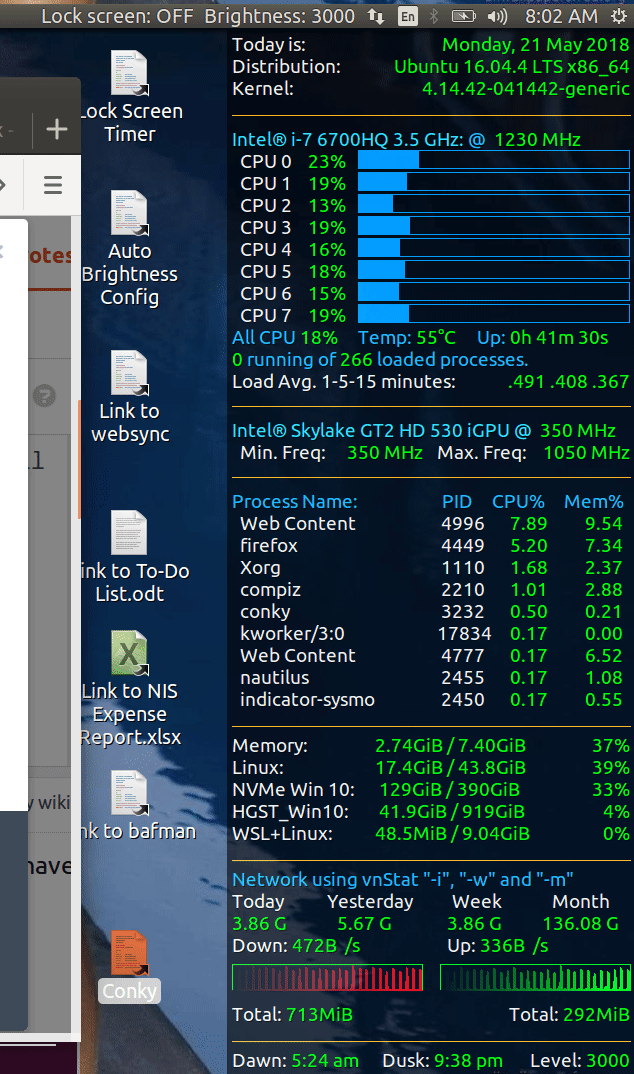 Lock screen: OFF Brightness: 3000 En 8:02 AM
Lock Screen
Timer
otes
Auto
Brightness
Config
Link to
websync
ink to To-Do
List.odt
Link to NIS
Expense
Report.xlsx
y wiki
nk to bafman
have
Conky
Today is: Monday, 21 May 2018
Distribution: Ubuntu 16.04.4 LTS x86_64
Kernel: 4.14.42-041442-generic
Intel® i-7 6700HQ 3.5 GHz: @ 1230 MHz
CPU 0 23%
CPU 1 19%
CPU 2 13%
CPU 3 19%
CPU 4 16%
CPU 5 18%
CPU 6 15%
CPU 7 19%
All CPU 18% Temp: 55°C Up: 0h 41m 30s
0 running of 266 loaded processes.
Load Avg. 1-5-15 minutes: .491 .408 .367
Intel® Skylake GT2 HD 530 iGPU @ 350 MHz
Min. Freq: 350 MHz Max. Freq: 1050 MHz
Process Name: PID CPU% Mem%
Web Content 4996 7.89 9.54
firefox 4449 5.20 7.34
Xorg 1110 1.68 2.37
compiz 2210 1.01 2.88
conky 3232 0.50 0.21
kworker/3:0 17834 0.17 0.00
Web Content 4777 0.17 6.52
nautilus 2455 0.17 1.08
indicator-sysmo 2450 0.17 0.55
Memory: 2.74GiB / 7.40GiB 37%
Linux: 17.4GiB / 43.8GiB 39%
NVMe Win 10: 129GiB / 390GiB 33%
HGST_Win10: 41.9GiB / 919GiB 4%
WSL+Linux: 48.5MiB / 9.04GiB 0%
Network using vnStat "-i", "-w" and "-m"
Today Yesterday Week Month
3.86 G 5.67 G 3.86 G 136.08 G
Down: 472B /s Up: 336B /s
Total: 713MiB Total: 292MiB
Dawn: 5:24 am Dusk: 9:38 pm Level: 3000